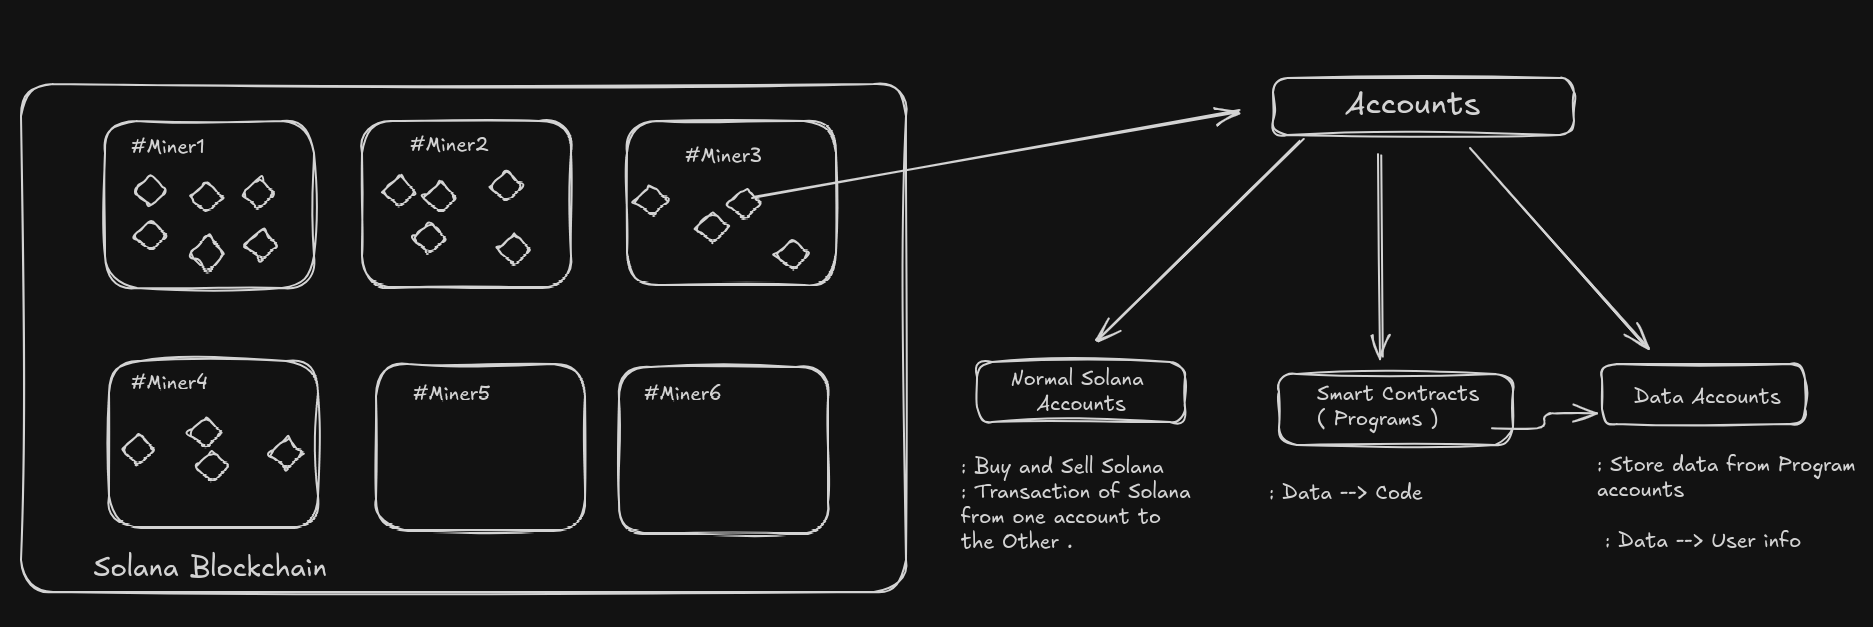 #Miner1
#Miner2
#Miner3
#Miner4
#Miner5
#Miner6
Solana Blockchain
Accounts
Normal Solana
Accounts
: Buy and Sell Solana
: Transaction of Solana
from one account to
the Other .
Smart Contracts
( Programs )
: Data --> Code
Data Accounts
: Store data from Program
accounts
: Data --> User info